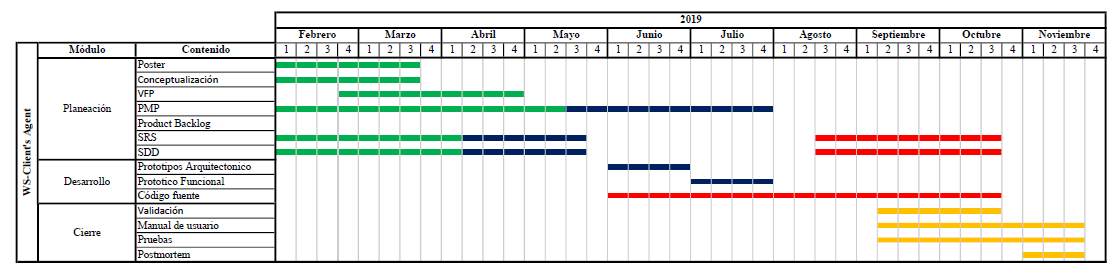 2019
Febrero Marzo Abril Mayo Junio Julio Agosto Septiembre Octubre Noviembre
Módulo Contenido 1 2 3 4 1 2 3 4 1 2 3 4 1 2 3 4 1 2 3 4 1 2 3 4 1 2 3 4 1 2 3 4 1 2 3 4 1 2 3 4
WS-Client's Agent
Planeación
Poster
Conceptualización
VFP
PMP
Product Backlog
SRS
SDD
Desarrollo
Prototipos Arquitectonico
Prototico Funcional
Código fuente
Cierre
Validación
Manual de usuario
Pruebas
Postmortem